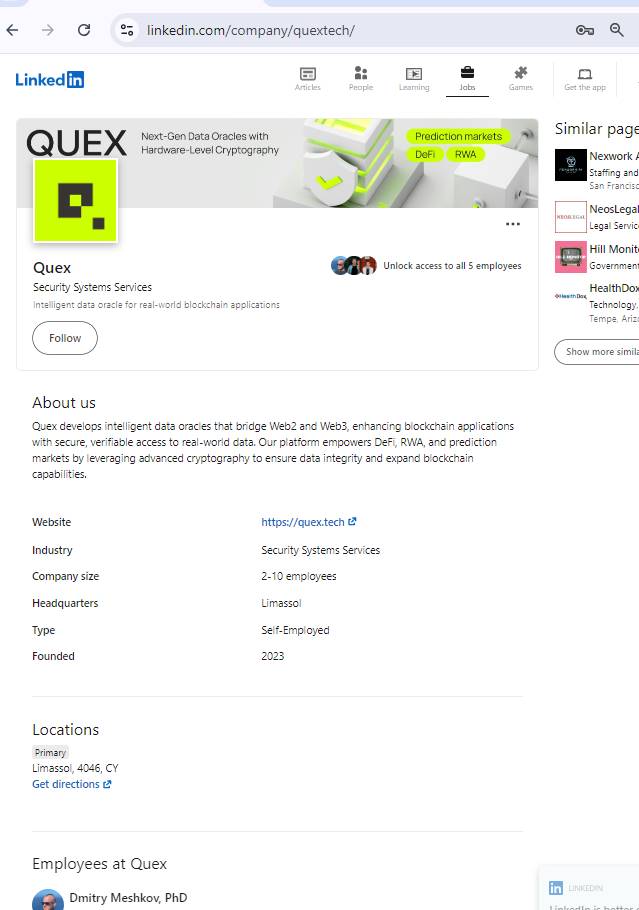 linkedin.com/company/quextech/
LinkedIn
Articles
People
Learning
Jobs
Games
Get the app
QUEX
Next-Gen Data Oracles with
Hardware-Level Cryptography
Prediction markets
DeFi
RWA
Quex
Security Systems Services
Intelligent data oracle for real-world blockchain applications
Unlock access to all 5 employees
Follow
About us
Quex develops intelligent data oracles that bridge Web2 and Web3, enhancing blockchain applications
with secure, verifiable access to real-world data. Our platform empowers DeFi, RWA, and prediction
markets by leveraging advanced cryptography to ensure data integrity and expand blockchain
capabilities.
Website
https://quex.tech
Industry
Security Systems Services
Company size
2-10 employees
Headquarters
Limassol
Type
Self-Employed
Founded
2023
Locations
Primary
Limassol, 4046, CY
Get directions
Employees at Quex
Dmitry Meshkov, PhD
Similar page
Nexwork A
Staffing and
San Francisc
NeosLegal
NEOSLEGAL
Legal Service
Hill Monito
Government
HealthDox
HealthDox
Technology,
Tempe, Ariz
Show more simila
LINKEDIN
LinkedIn is better